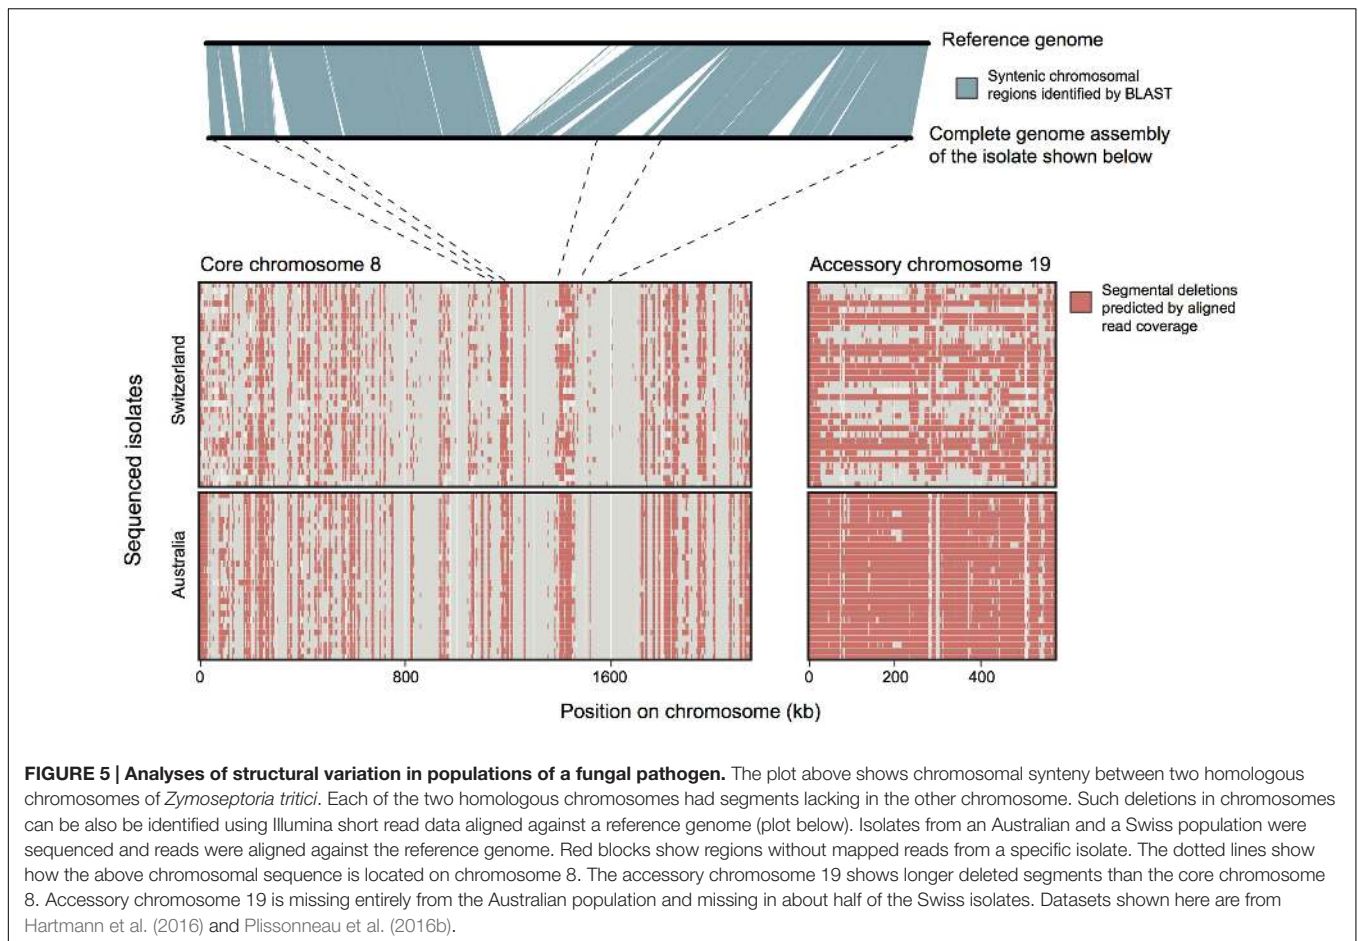 Reference genome
Syntenic chromosomal
regions identified by BLAST
Complete genome assembly
of the isolate shown below
Core chromosome 8
Accessory chromosome 19
Segmental deletions
predicted by aligned
read coverage
Sequenced isolates
Switzerland
Australia
0
800
1600
0
200
400
Position on chromosome (kb)
FIGURE 5 | Analyses of structural variation in populations of a fungal pathogen. The plot above shows chromosomal synteny between two homologous
chromosomes of Zymoseptoria tritici. Each of the two homologous chromosomes had segments lacking in the other chromosome. Such deletions in chromosomes
can be also be identified using Illumina short read data aligned against a reference genome (plot below). Isolates from an Australian and a Swiss population were
sequenced and reads were aligned against the reference genome. Red blocks show regions without mapped reads from a specific isolate. The dotted lines show
how the above chromosomal sequence is located on chromosome 8. The accessory chromosome 19 shows longer deleted segments than the core chromosome
8. Accessory chromosome 19 is missing entirely from the Australian population and missing in about half of the Swiss isolates. Datasets shown here are from
Hartmann et al. (2016) and Plissonneau et al. (2016b).